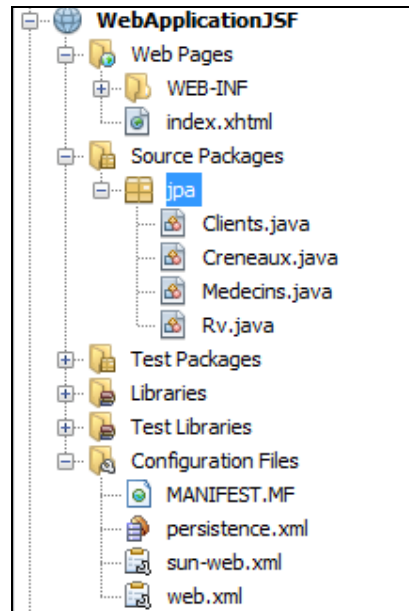 WebApplicationJSF
Web Pages
WEB-INF
index.xhtml
Source Packages
jpa
Clients.java
Creneaux.java
Medecins.java
Rv.java
Test Packages
Libraries
Test Libraries
Configuration Files
MANIFEST.MF
persistence.xml
sun-web.xml
web.xml